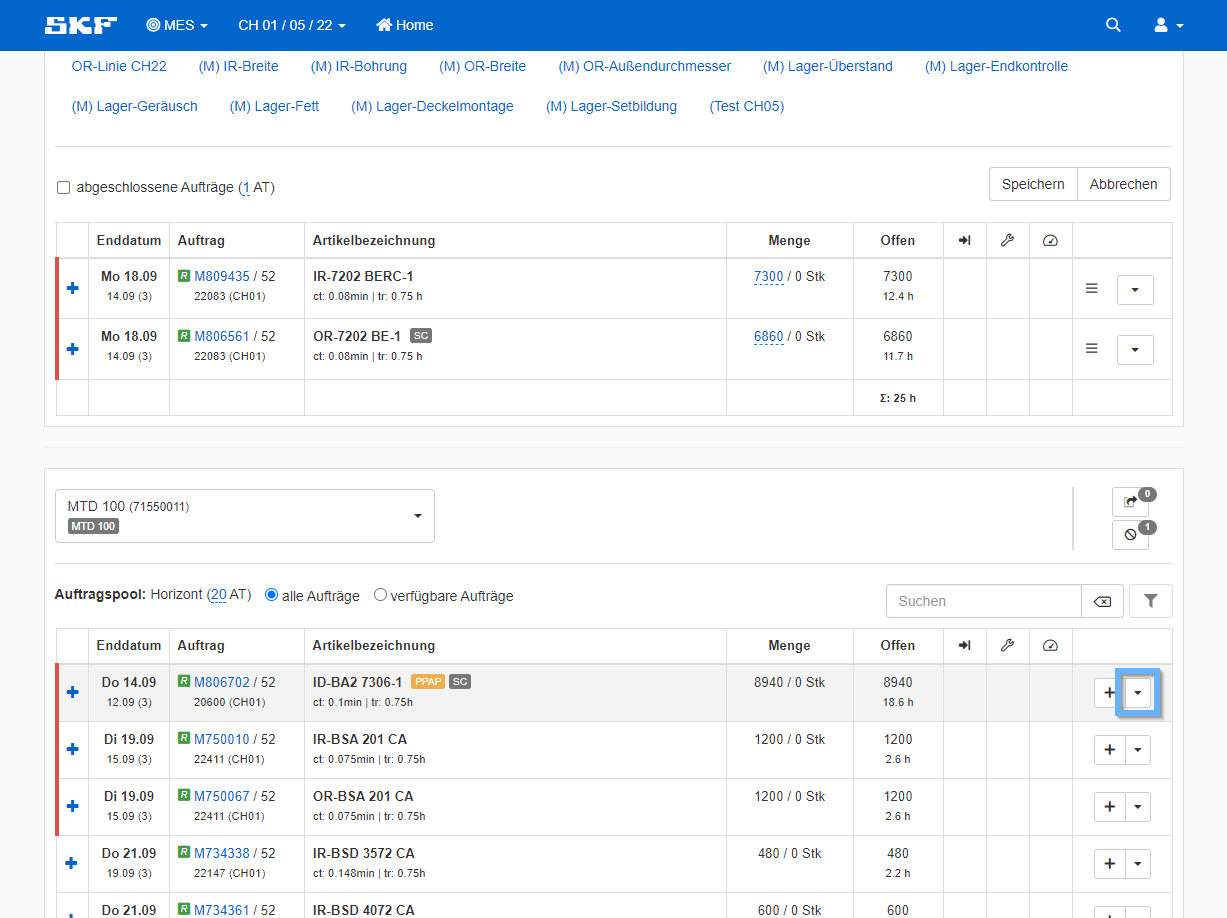 SKF MES CH 01 / 05 / 22 Home
OR-Linie CH22 (M) IR-Breite (M) IR-Bohrung (M) OR-Breite (M) OR-Außendurchmesser (M) Lager-Überstand (M) Lager-Endkontrolle
(M) Lager-Geräusch (M) Lager-Fett (M) Lager-Deckelmontage (M) Lager-Setbildung (Test CH05)
abgeschlossene Aufträge (1 AT) Speichern Abbrechen
Enddatum Auftrag Artikelbezeichnung Menge Offen
Mo 18.09 R M809435 / 52 IR-7202 BERC-1 7300 / 0 Stk 7300
14.09 (3) 22083 (CH01) ct: 0.08min | tr: 0.75 h 12.4 h
Mo 18.09 R M806561 / 52 OR-7202 BE-1 SC 6860 / 0 Stk 6860
14.09 (3) 22083 (CH01) ct: 0.08min | tr: 0.75 h 11.7 h
Σ: 25 h
MTD 100 (71550011) 0
MTD 100 1
Auftragspool: Horizont (20 AT) alle Aufträge verfügbare Aufträge Suchen
Enddatum Auftrag Artikelbezeichnung Menge Offen
Do 14.09 R M806702 / 52 ID-BA2 7306-1 PPAP SC 8940 / 0 Stk 8940
12.09 (3) 20600 (CH01) ct: 0.1min | tr: 0.75h 18.6 h
Di 19.09 R M750010 / 52 IR-BSA 201 CA 1200 / 0 Stk 1200
15.09 (3) 22411 (CH01) ct: 0.075min | tr: 0.75h 2.6 h
Di 19.09 R M750067 / 52 OR-BSA 201 CA 1200 / 0 Stk 1200
15.09 (3) 22411 (CH01) ct: 0.075min | tr: 0.75h 2.6 h
Do 21.09 R M734338 / 52 IR-BSD 3572 CA 480 / 0 Stk 480
19.09 (3) 22147 (CH01) ct: 0.148min | tr: 0.75h 2.2 h
Do 21.09 R M734361 / 52 IR-BSD 4072 CA 600 / 0 Stk 600